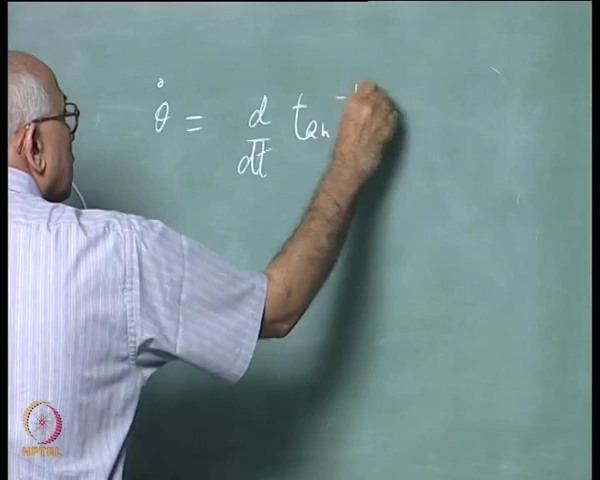 θ̇ = d/dt tan⁻¹
NPTEL